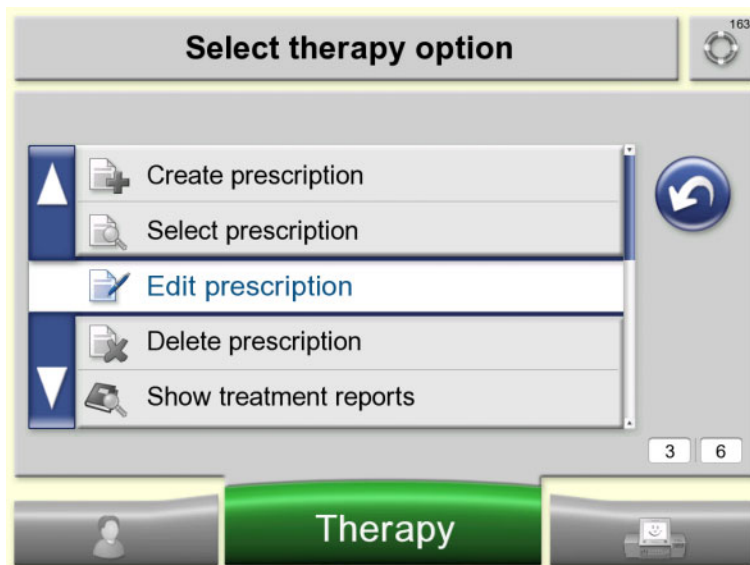 Select therapy option
163
Create prescription
Select prescription
Edit prescription
Delete prescription
Show treatment reports
3 6
Therapy